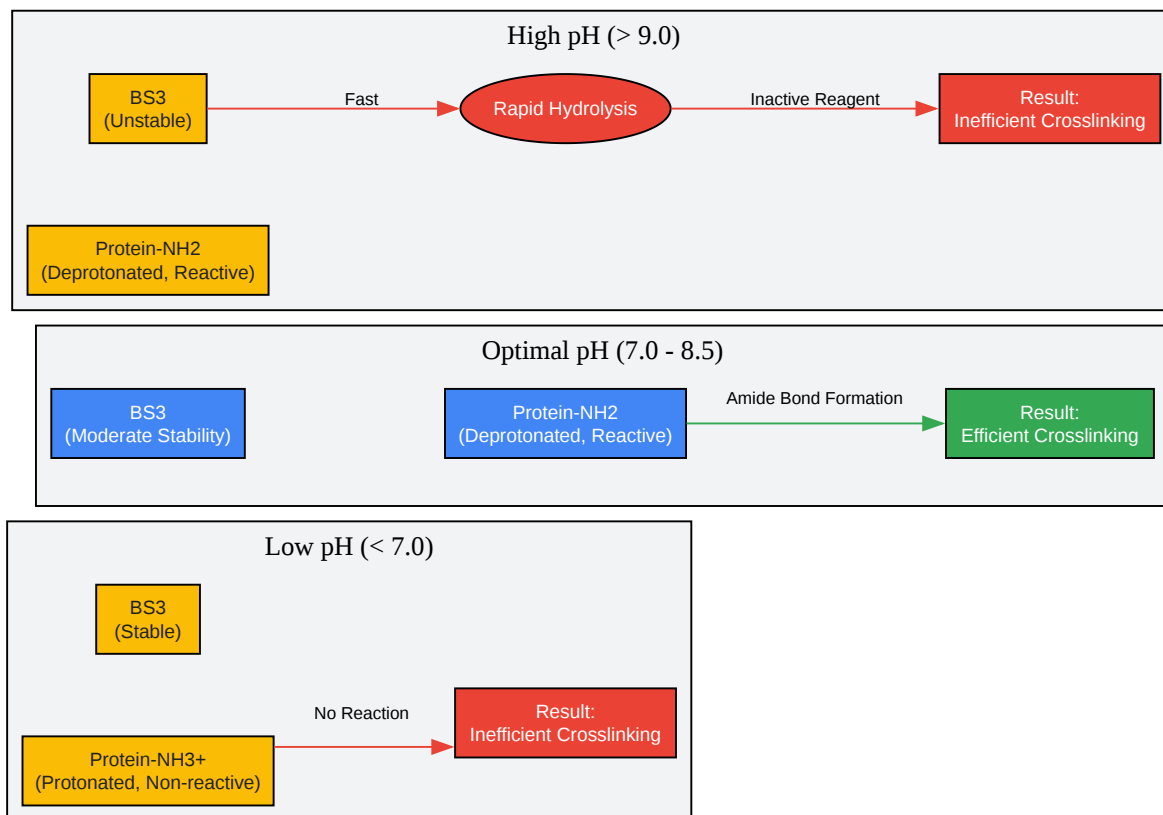 High pH (> 9.0)
BS3
(Unstable)
Fast
Rapid Hydrolysis
Inactive Reagent
Result:
Inefficient Crosslinking
Protein-NH2
(Deprotonated, Reactive)
Optimal pH (7.0 - 8.5)
BS3
(Moderate Stability)
Protein-NH2
(Deprotonated, Reactive)
Amide Bond Formation
Result:
Efficient Crosslinking
Low pH (< 7.0)
BS3
(Stable)
Protein-NH3+
(Protonated, Non-reactive)
No Reaction
Result:
Inefficient Crosslinking